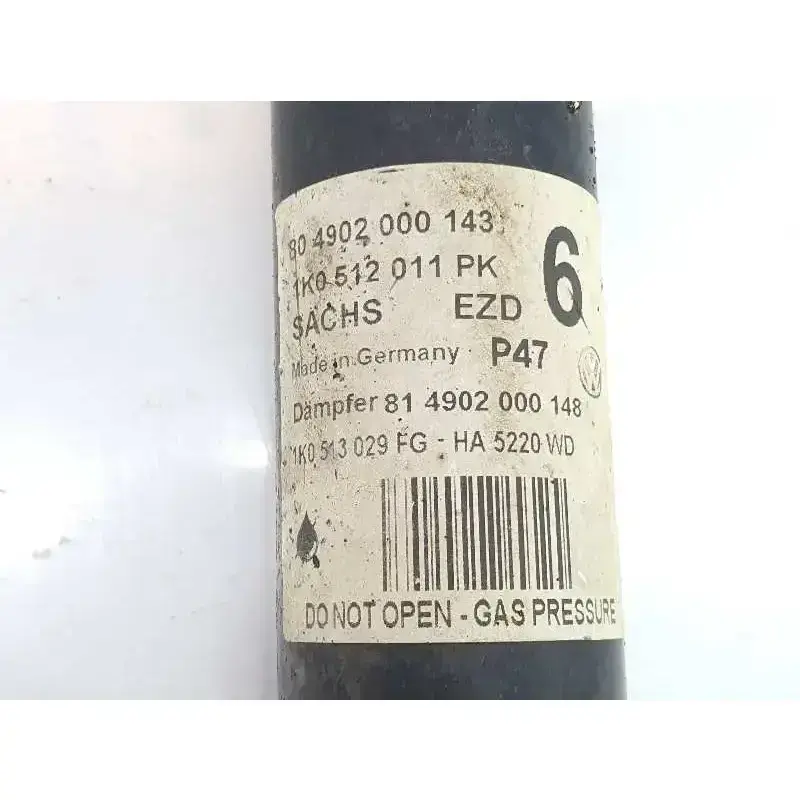 80 4902 000 143
1K0 512 011 PK
6
SACHS EZD
Made in Germany P47
Dämpfer 81 4902 000 148
1K0 513 029 FG - HA 5220 WD
DO NOT OPEN - GAS PRESSURE